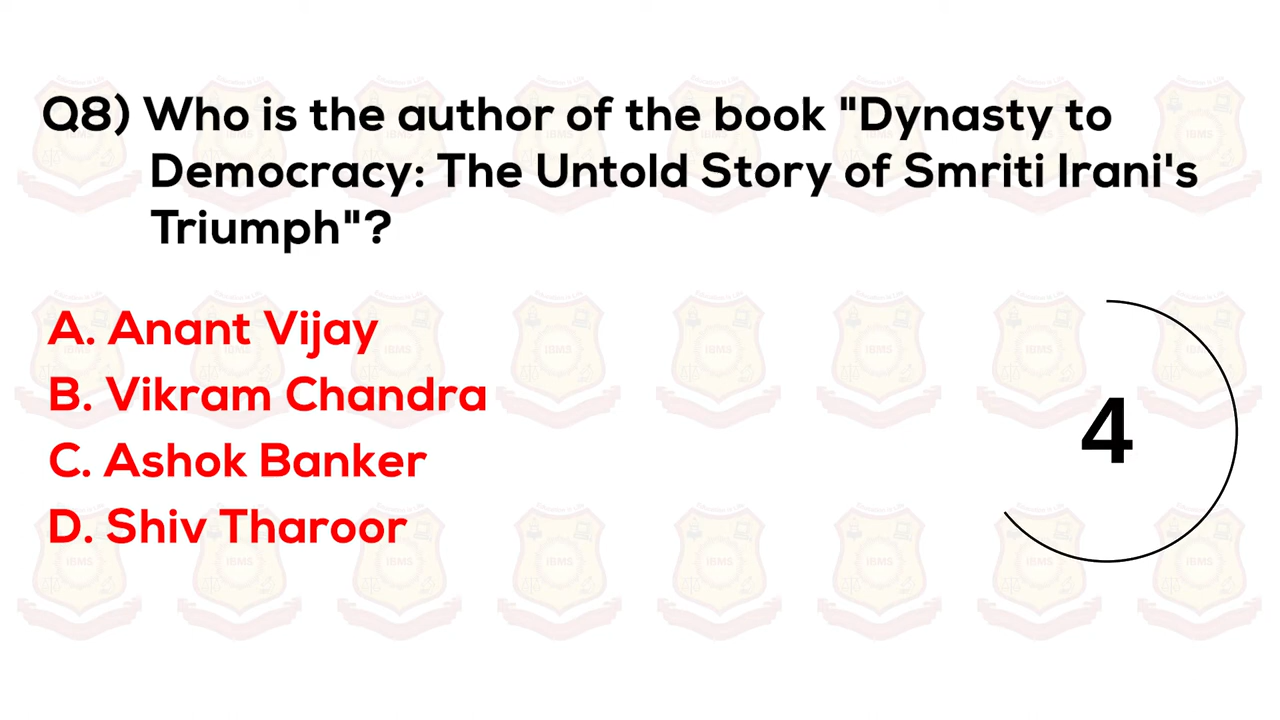 Q8) Who is the author of the book "Dynasty to
Democracy: The Untold Story of Smriti Irani's
Triumph"?
A. Anant Vijay
B. Vikram Chandra
C. Ashok Banker
D. Shiv Tharoor
4
IBMS